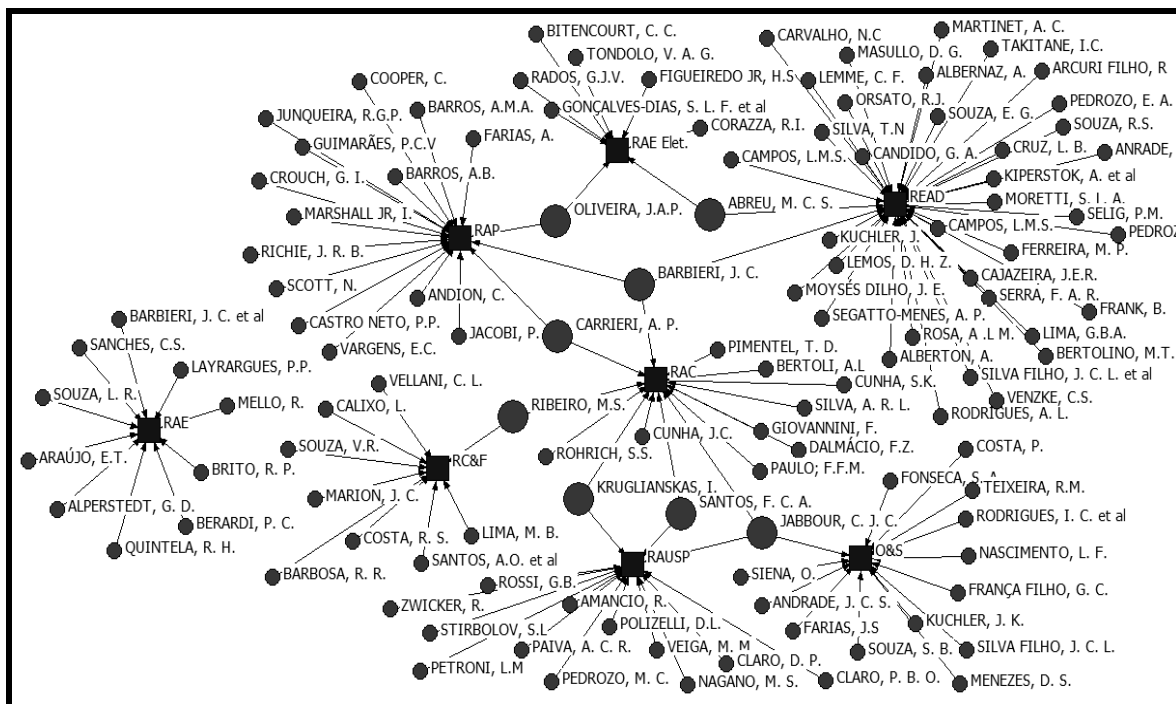 BITENCOURT, C. C.
TONDOLO, V. A. G.
RADOS, G.J.V.
FIGUEIREDO JR, H.S
GONÇALVES-DIAS, S. L. F. et al
CORAZZA, R.I.
RAE Elet.
COOPER, C.
BARROS, A.M.A.
JUNQUEIRA, R.G.P.
FARIAS, A.
GUIMARÃES, P.C.V
BARROS, A.B.
CROUCH, G. I.
MARSHALL JR, I.
RAP
OLIVEIRA, J.A.P.
RICHIE, J. R. B.
SCOTT, N.
ANDION, C.
CASTRO NETO, P.P.
JACOBI, P.
VARGENS, E.C.
CARVALHO, N.C
MARTINET, A. C.
MASULLO, D. G.
TAKITANE, I.C.
LEMME, C. F.
ALBERNAZ, A.
ARCURI FILHO, R
ORSATO, R.J.
SOUZA, E. G.
PEDROZO, E. A.
SILVA, T.N
SOUZA, R.S.
CAMPOS, L.M.S.
CANDIDO, G. A.
CRUZ, L. B.
ANRADE,
KIPERSTOK, A. et al
ABREU, M. C. S.
READ
MORETTI, S. L. A.
SELIG, P.M.
CAMPOS, L.M.S.
PEDROZ
KUCHLER, J.
FERREIRA, M. P.
BARBIERI, J. C.
LEMOS, D. H. Z.
CAJAZEIRA, J.E.R.
MOYSÉS DILHO, J. E.
SERRA, F. A. R.
FRANK, B.
SEGATTO-MENES, A. P.
ROSA, A .L M.
LIMA, G.B.A.
CARRIERI, A. P.
ALBERTON, A.
BERTOLINO, M.T.
SILVA FILHO, J. C. L. et al
VENZKE, C.S.
RODRIGUES, A. L.
BARBIERI, J. C. et al
SANCHES, C.S.
LAYRARGUES, P.P.
SOUZA, L. R.
MELLO, R.
RAE
ARAÚJO, E.T.
BRITO, R. P.
ALPERSTEDT, G. D.
BERARDI, P. C.
QUINTELA, R. H.
VELLANI, C. L.
CALIXO, L.
RIBEIRO, M.S.
SOUZA, V.R.
RC&F
MARION, J. C.
COSTA, R. S.
LIMA, M. B.
SANTOS, A.O. et al
BARBOSA, R. R.
PIMENTEL, T. D.
RAC
BERTOLI, A.L
CUNHA, S.K.
SILVA, A. R. L.
GIOVANNINI, F.
CUNHA, J.C.
DALMÁCIO, F.Z.
ROHRICH, S.S.
PAULO; F.F.M.
KRUGLIANSKAS, I.
SANTOS, F. C. A.
JABBOUR, C. J. C.
COSTA, P.
FONSECA, S.
TEIXEIRA, R.M.
RODRIGUES, I. C. et al
O&S
NASCIMENTO, L. F.
SIENA, O.
FRANÇA FILHO, G. C.
ANDRADE, J. C. S.
KUCHLER, J. K.
FARIAS, J.S
SOUZA, S. B.
SILVA FILHO, J. C. L.
MENEZES, D. S.
RAUSP
ROSSI, G.B.
ZWICKER, R.
AMANCIO, R.
STIRBOLOV, S.L
POLIZELLI, D.L.
PAIVA, A. C. R.
VEIGA, M. M
PETRONI, L.M
CLARO, D. P.
PEDROZO, M. C.
NAGANO, M. S.
CLARO, P. B. O.